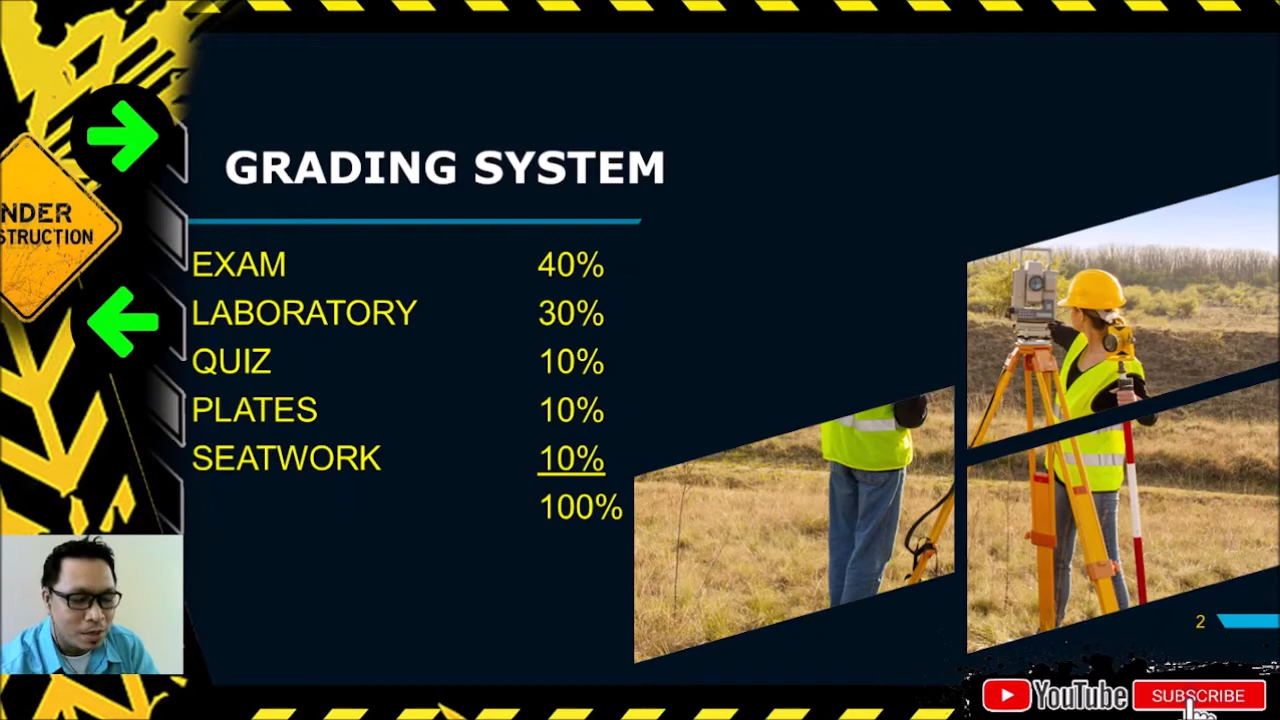 GRADING SYSTEM
EXAM 40%
LABORATORY 30%
QUIZ 10%
PLATES 10%
SEATWORK 10%
100%
NDER
STRUCTION
2
YouTube SUBSCRIBE